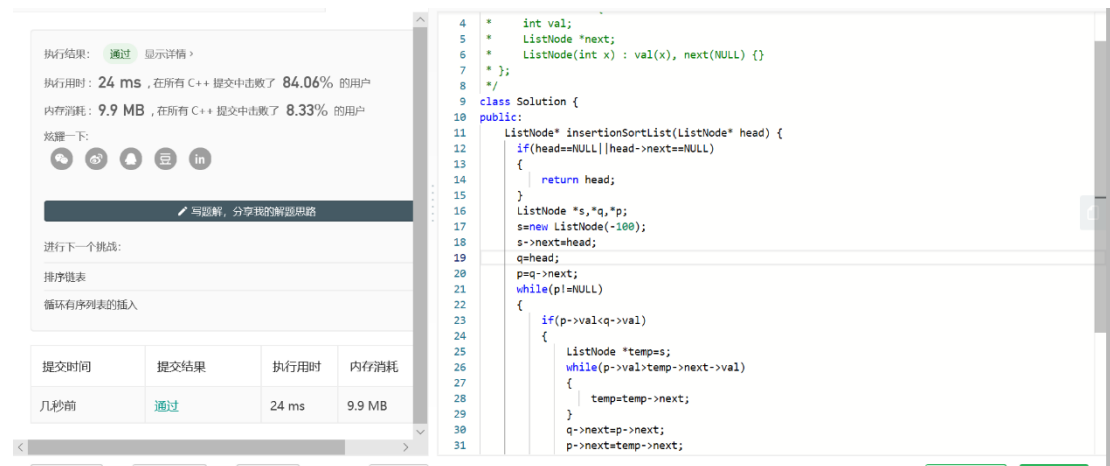 执行结果： 通过 显示详情 ›
执行用时：24 ms，在所有 C++ 提交中击败了 84.06% 的用户
内存消耗：9.9 MB，在所有 C++ 提交中击败了 8.33% 的用户
炫耀一下:
豆 in
写题解，分享我的解题思路
进行下一个挑战:
排序链表
循环有序列表的插入
提交时间 提交结果 执行用时 内存消耗
几秒前 通过 24 ms 9.9 MB
4 * int val;
5 * ListNode *next;
6 * ListNode(int x) : val(x), next(NULL) {}
7 * };
8 */
9 class Solution {
10 public:
11 ListNode* insertionSortList(ListNode* head) {
12 if(head==NULL||head->next==NULL)
13 {
14 return head;
15 }
16 ListNode *s,*q,*p;
17 s=new ListNode(-100);
18 s->next=head;
19 q=head;
20 p=q->next;
21 while(p!=NULL)
22 {
23 if(p->val<q->val)
24 {
25 ListNode *temp=s;
26 while(p->val>temp->next->val)
27 {
28 temp=temp->next;
29 }
30 q->next=p->next;
31 p->next=temp->next;